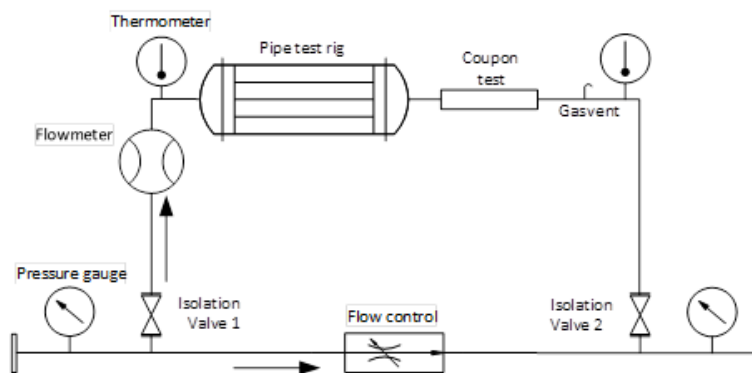 Thermometer
Pipe test rig
Coupon
test
Gasvent
Flowmeter
Pressure gauge
Isolation
Valve 1
Flow control
Isolation
Valve 2